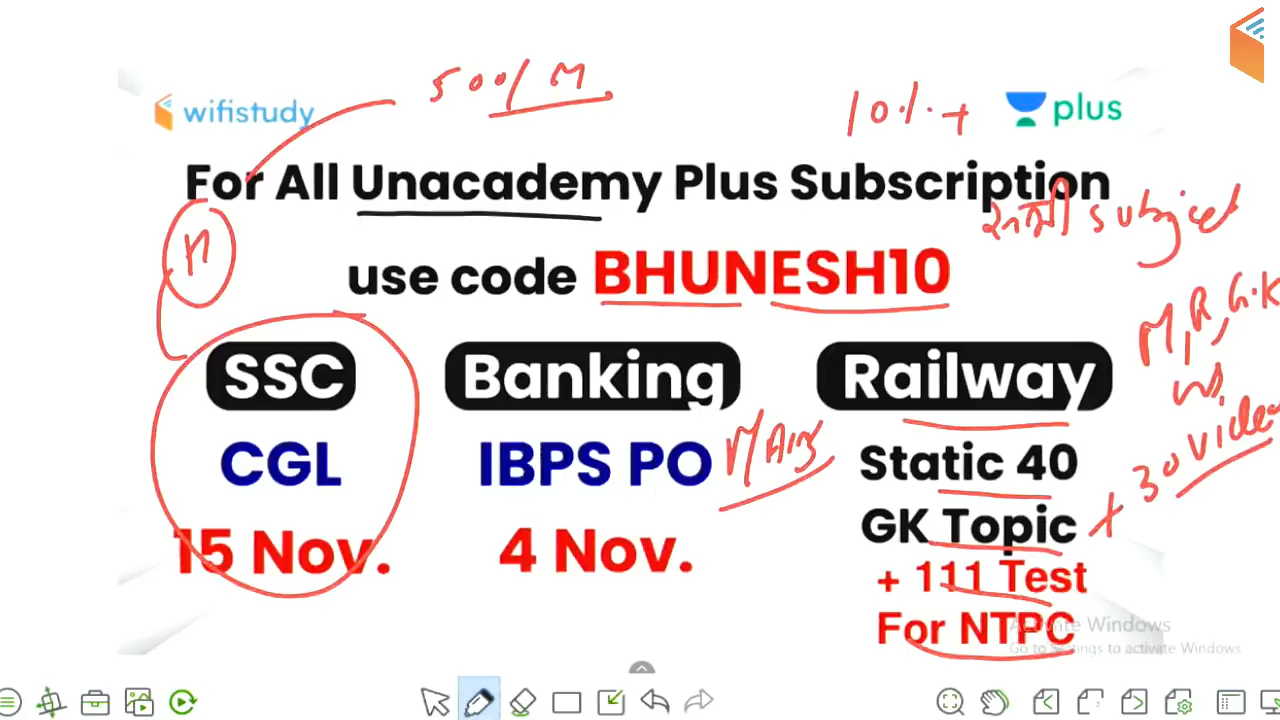 500/M
wifistudy
10%+
plus
For All Unacademy Plus Subscription
सभी subject
M
use code BHUNESH10
M, R, G.K
SSC
Banking
Railway
CGL
IBPS PO
Mains
Static 40
+ 30 Video
GK Topic
15 Nov.
4 Nov.
+ 111 Test
For NTPC
Activate Windows
Go to Settings to activate Windows.